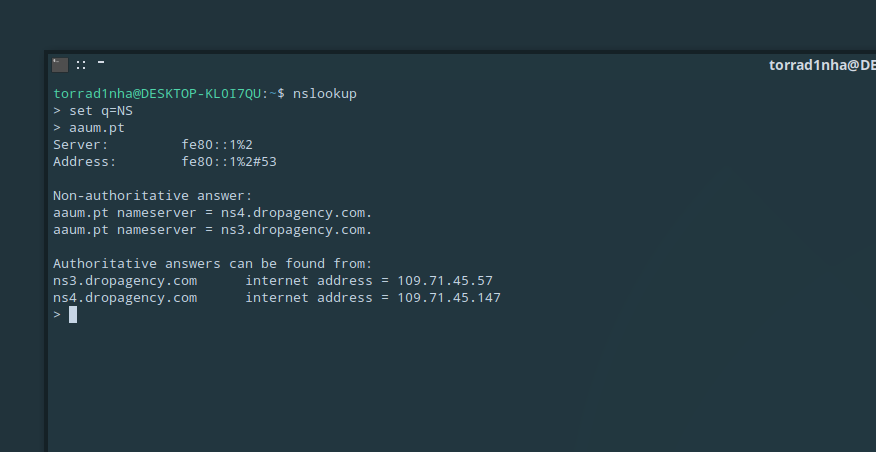 :: -
torrad1nha@DE
torrad1nha@DESKTOP-KL0I7QU:~$ nslookup
> set q=NS
> aaum.pt
Server:		fe80::1%2
Address:	fe80::1%2#53

Non-authoritative answer:
aaum.pt	nameserver = ns4.dropagency.com.
aaum.pt	nameserver = ns3.dropagency.com.

Authoritative answers can be found from:
ns3.dropagency.com	internet address = 109.71.45.57
ns4.dropagency.com	internet address = 109.71.45.147
>